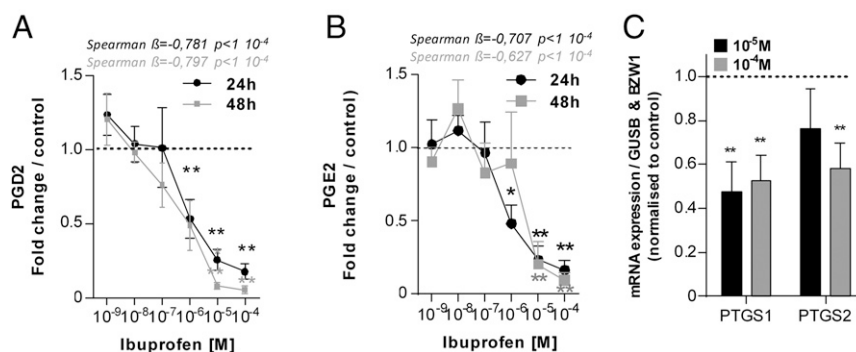 A
Spearman ß=-0,781 p<1 10⁻⁴
Spearman ß=-0,797 p<1 10⁻⁴
24h
48h
1.5
1.0
0.5
0
PGD2
Fold change / control
**
**
**
**
**
10⁻⁹ 10⁻⁸ 10⁻⁷ 10⁻⁶ 10⁻⁵ 10⁻⁴
Ibuprofen [M]
B
Spearman ß=-0,707 p<1 10⁻⁴
Spearman ß=-0,627 p<1 10⁻⁴
24h
48h
1.5
1.0
0.5
0
PGE2
Fold change / control
*
**
**
**
**
10⁻⁹ 10⁻⁸ 10⁻⁷ 10⁻⁶ 10⁻⁵ 10⁻⁴
Ibuprofen [M]
C
10⁻⁵M
10⁻⁴M
1.0
0.8
0.6
0.4
0.2
0
mRNA expression / GUSB & BZW1
(normalised to control)
**
**
**
PTGS1 PTGS2